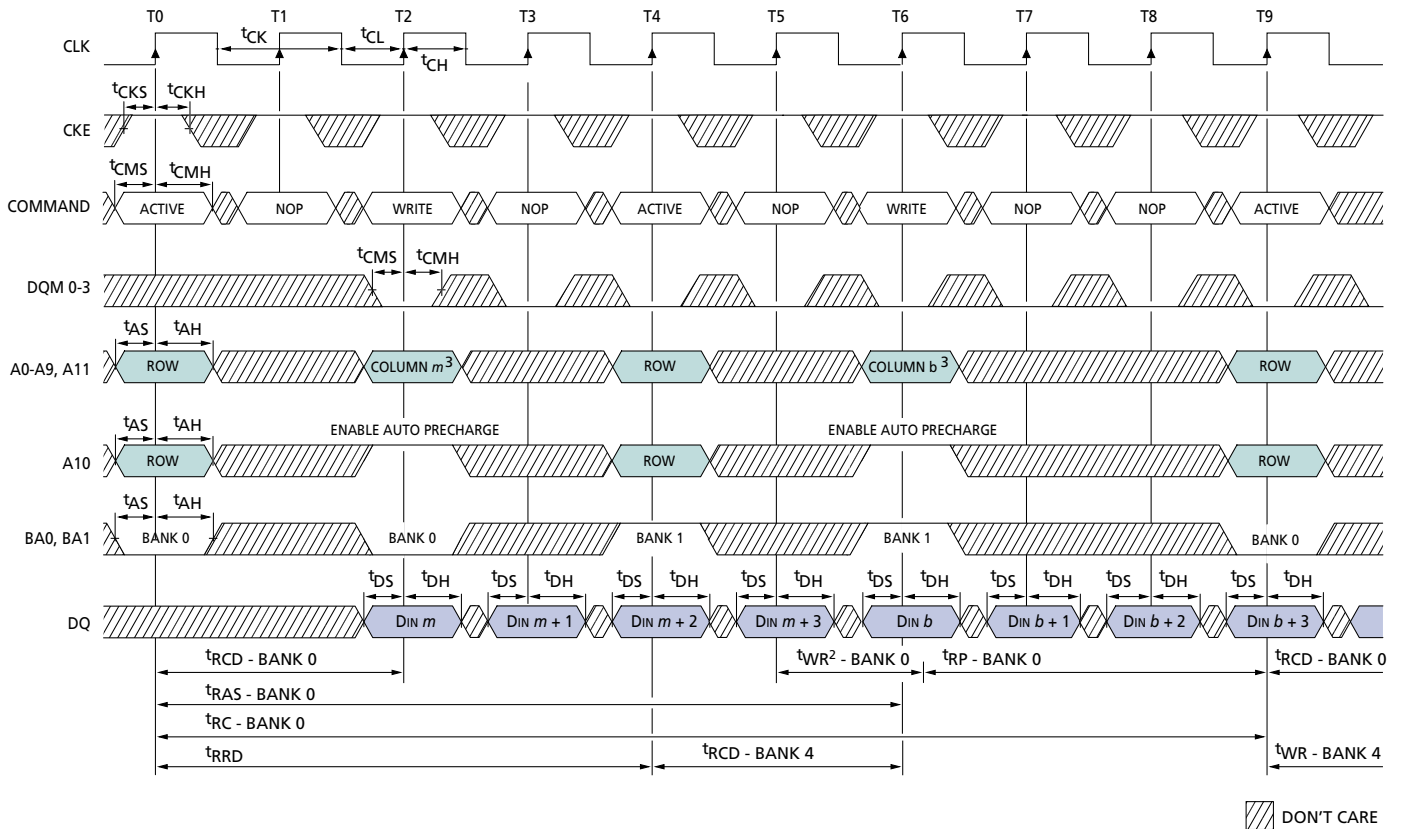 T0 T1 T2 T3 T4 T5 T6 T7 T8 T9
CLK tCK tCL tCH
tCKS tCKH
CKE
tCMS tCMH
COMMAND ACTIVE NOP WRITE NOP ACTIVE NOP WRITE NOP NOP ACTIVE
tCMS tCMH
DQM 0-3
tAS tAH
A0-A9, A11 ROW COLUMN m3 ROW COLUMN b3 ROW
tAS tAH ENABLE AUTO PRECHARGE ENABLE AUTO PRECHARGE
A10 ROW ROW ROW
tAS tAH
BA0, BA1 BANK 0 BANK 0 BANK 1 BANK 1 BANK 0
tDS tDH tDS tDH tDS tDH tDS tDH tDS tDH tDS tDH tDS tDH tDS tDH
DQ DIN m DIN m + 1 DIN m + 2 DIN m + 3 DIN b DIN b + 1 DIN b + 2 DIN b + 3
tRCD - BANK 0 tWR2 - BANK 0 tRP - BANK 0 tRCD - BANK 0
tRAS - BANK 0
tRC - BANK 0
tRRD tRCD - BANK 4 tWR - BANK 4
DON'T CARE